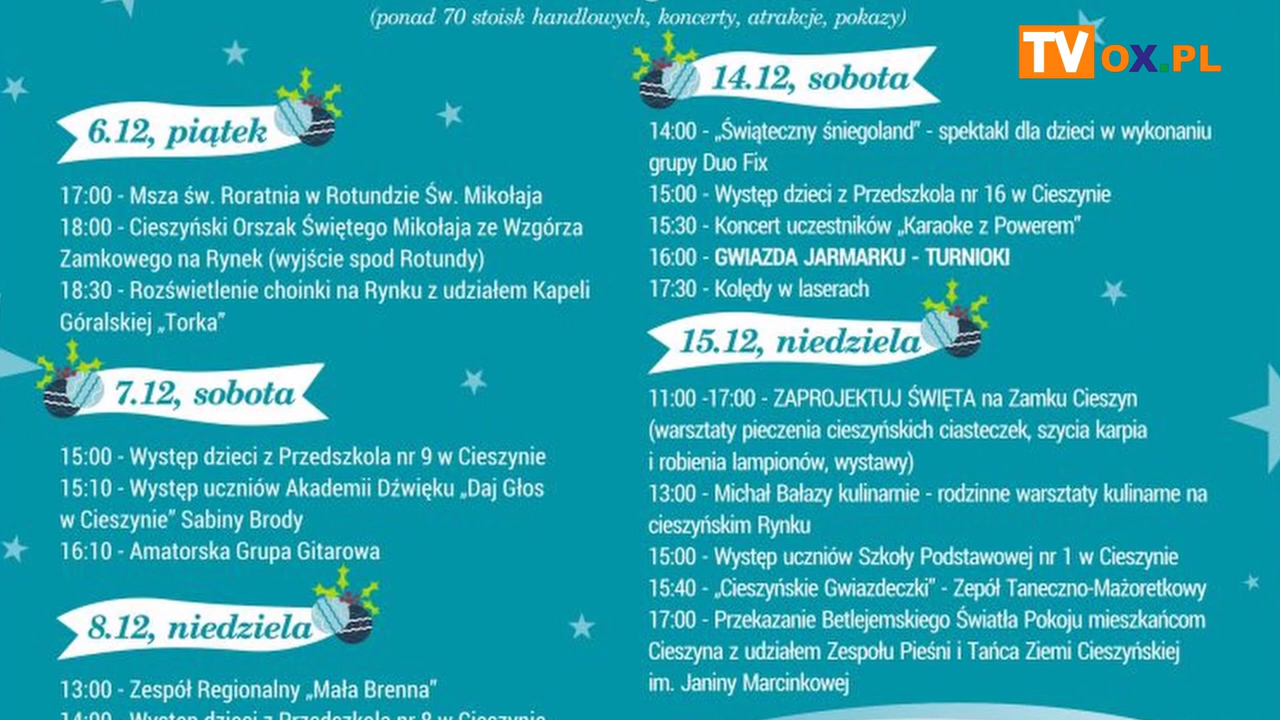 (ponad 70 stoisk handlowych, koncerty, atrakcje, pokazy)
TVOX.PL
6.12, piątek
17:00 - Msza św. Roratnia w Rotundzie Św. Mikołaja
18:00 - Cieszyński Orszak Świętego Mikołaja ze Wzgórza
Zamkowego na Rynek (wyjście spod Rotundy)
18:30 - Rozświetlenie choinki na Rynku z udziałem Kapeli
Góralskiej „Torka”
7.12, sobota
15:00 - Występ dzieci z Przedszkola nr 9 w Cieszynie
15:10 - Występ uczniów Akademii Dźwięku „Daj Głos
w Cieszynie” Sabiny Brody
16:10 - Amatorska Grupa Gitarowa
8.12, niedziela
13:00 - Zespół Regionalny „Mała Brenna”
14:00 - Występ dzieci z Przedszkola nr 8 w Cieszynie
14.12, sobota
14:00 - „Świąteczny śniegoland” - spektakl dla dzieci w wykonaniu
grupy Duo Fix
15:00 - Występ dzieci z Przedszkola nr 16 w Cieszynie
15:30 - Koncert uczestników „Karaoke z Powerem”
16:00 - GWIAZDA JARMARKU - TURNIOKI
17:30 - Kolędy w laserach
15.12, niedziela
11:00 -17:00 - ZAPROJEKTUJ ŚWIĘTA na Zamku Cieszyn
(warsztaty pieczenia cieszyńskich ciasteczek, szycia karpia
i robienia lampionów, wystawy)
13:00 - Michał Bałazy kulinarnie - rodzinne warsztaty kulinarne na
cieszyńskim Rynku
15:00 - Występ uczniów Szkoły Podstawowej nr 1 w Cieszynie
15:40 - „Cieszyńskie Gwiazdeczki” - Zepół Taneczno-Mażoretkowy
17:00 - Przekazanie Betlejemskiego Światła Pokoju mieszkańcom
Cieszyna z udziałem Zespołu Pieśni i Tańca Ziemi Cieszyńskiej
im. Janiny Marcinkowej